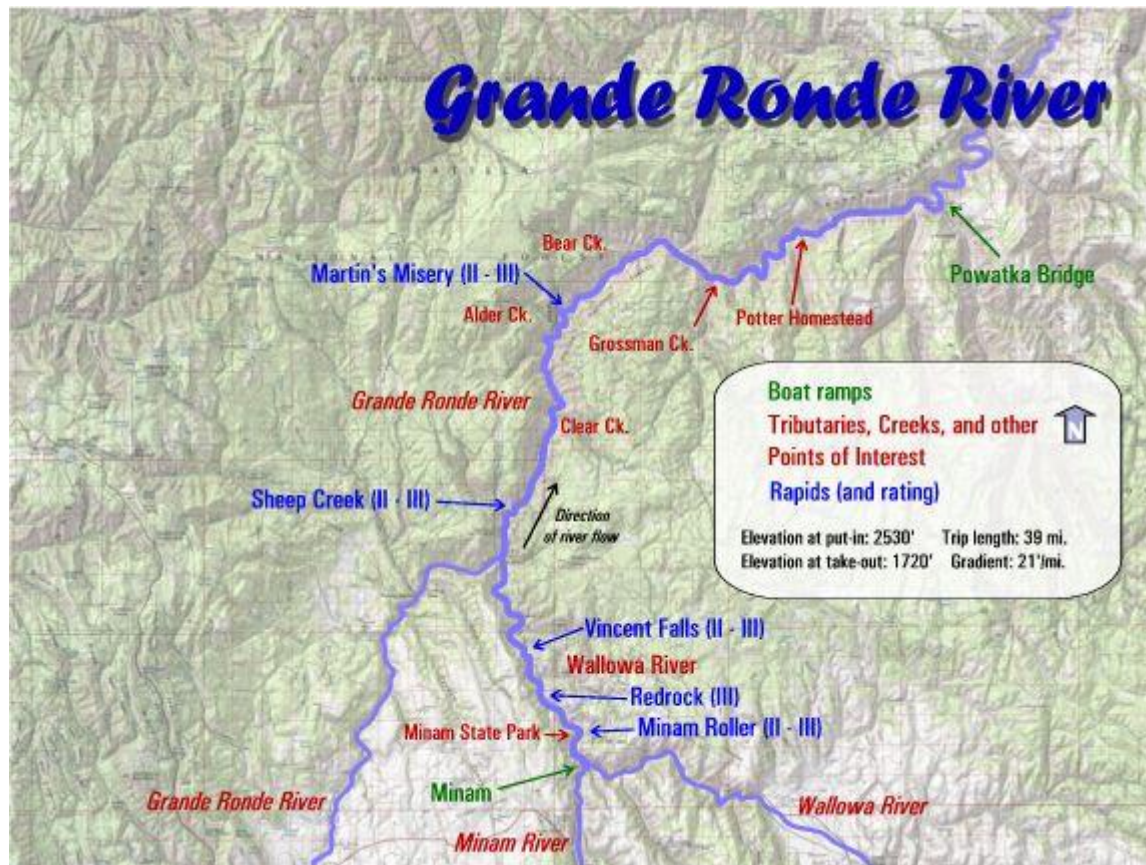 Grande Ronde River
Bear Ck.
Martin's Misery (II - III)
Powatka Bridge
Alder Ck.
Potter Homestead
Grossman Ck.
Grande Ronde River
Clear Ck.
Boat ramps
Tributaries, Creeks, and other
Points of Interest
Rapids (and rating)
N
Elevation at put-in: 2530' Trip length: 39 mi.
Elevation at take-out: 1720' Gradient: 21'/mi.
Sheep Creek (II - III)
Direction
of river flow
Vincent Falls (II - III)
Wallowa River
Redrock (III)
Minam State Park
Minam Roller (II - III)
Minam
Grande Ronde River
Wallowa River
Minam River